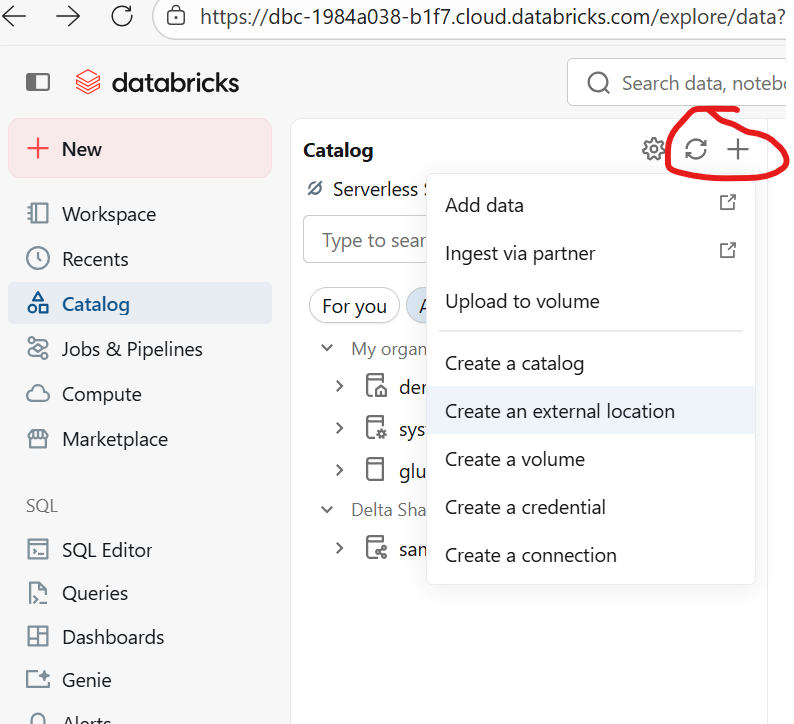 https://dbc-1984a038-b1f7.cloud.databricks.com/explore/data?
databricks
Search data, noteb
New
Workspace
Recents
Catalog
Jobs & Pipelines
Compute
Marketplace
SQL
SQL Editor
Queries
Dashboards
Genie
Alerts
Catalog
Serverless
Type to sear
For you
My organ
der
sys
glu
Delta Sha
sam
Add data
Ingest via partner
Upload to volume
Create a catalog
Create an external location
Create a volume
Create a credential
Create a connection